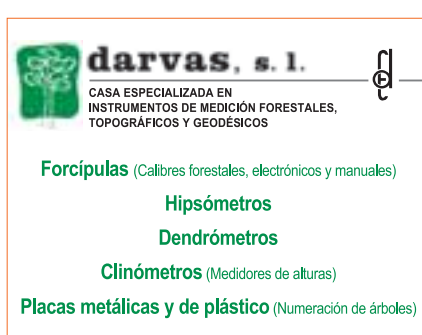 darvas, s. l.
CASA ESPECIALIZADA EN
INSTRUMENTOS DE MEDICIÓN FORESTALES,
TOPOGRÁFICOS Y GEODÉSICOS
Forcípulas (Calibres forestales, electrónicos y manuales)
Hipsómetros
Dendrómetros
Clinómetros (Medidores de alturas)
Placas metálicas y de plástico (Numeración de árboles)